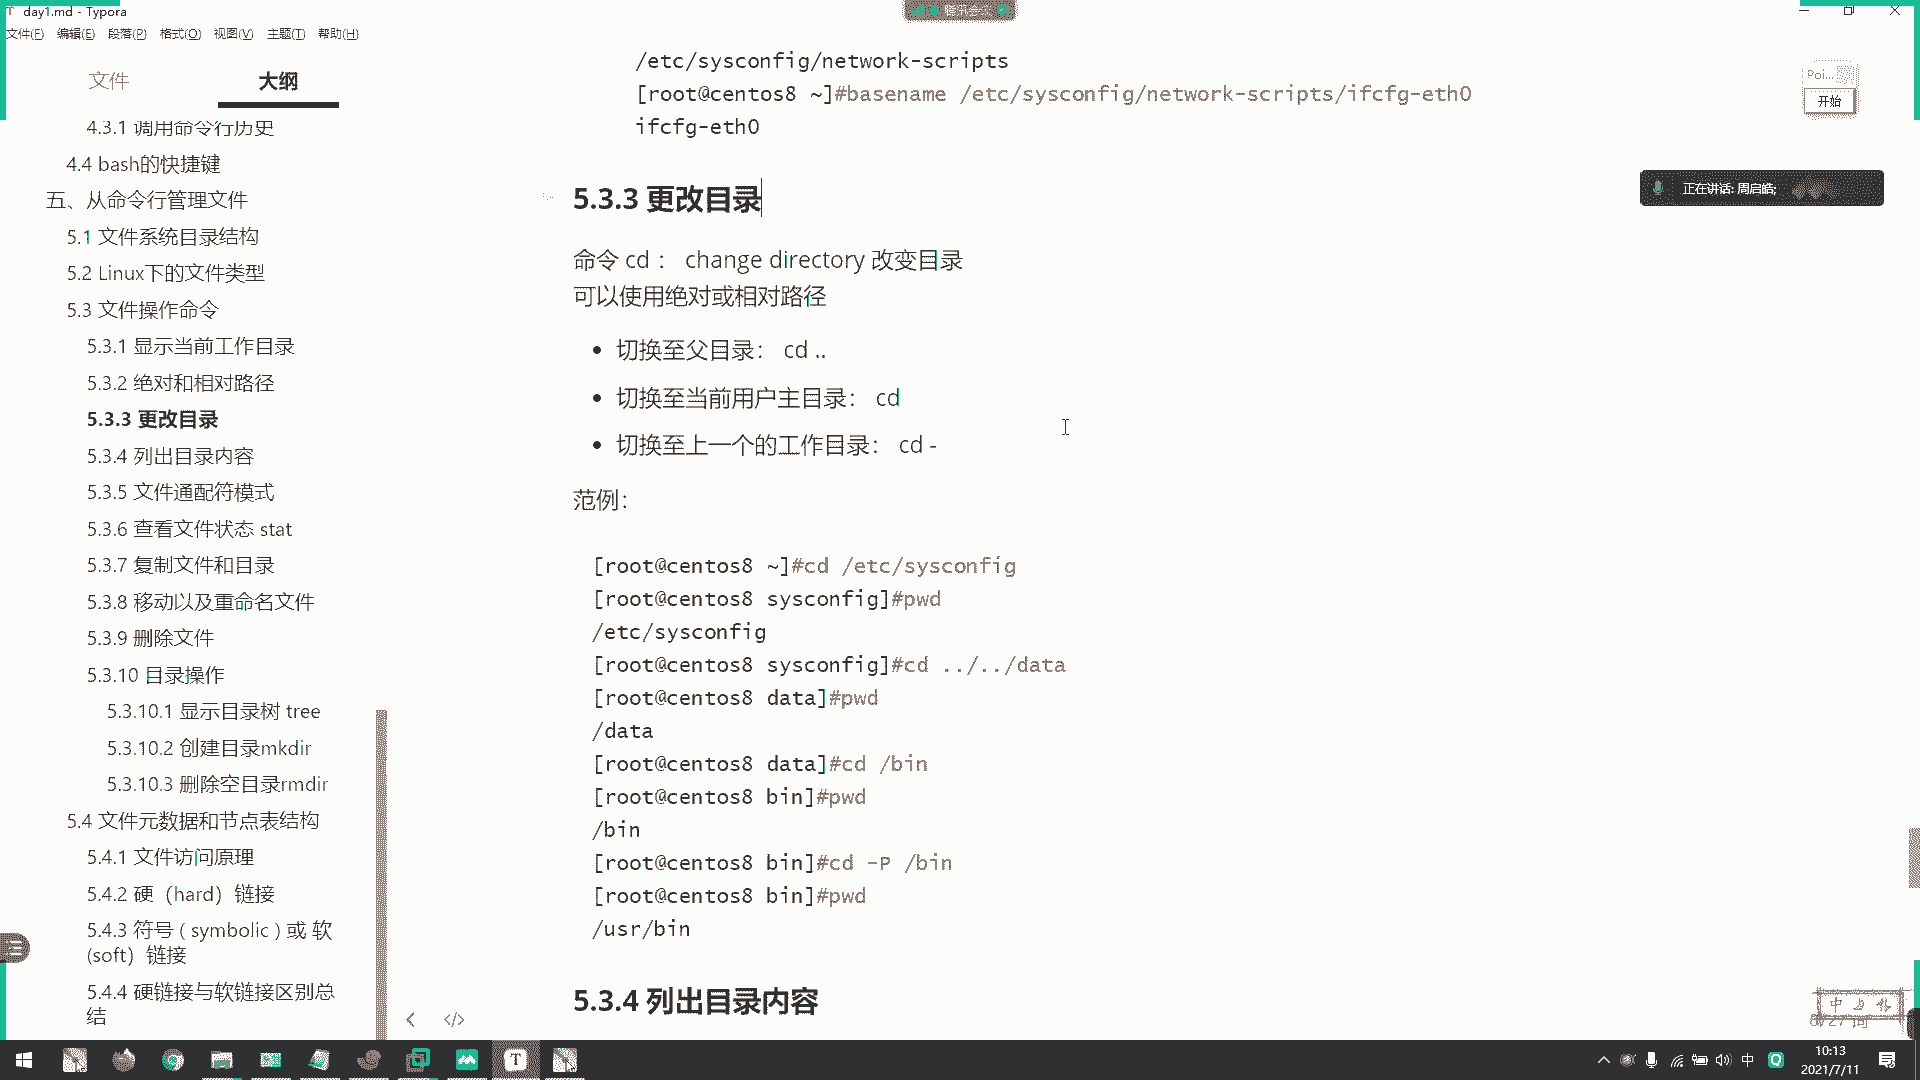 day1.md - Typora
腾讯会议
文件(F) 编辑(E) 段落(P) 格式(O) 视图(V) 主题(T) 帮助(H)
文件 大纲
4.3.1 调用命令行历史
4.4 bash的快捷键
五、从命令行管理文件
5.1 文件系统目录结构
5.2 Linux下的文件类型
5.3 文件操作命令
5.3.1 显示当前工作目录
5.3.2 绝对和相对路径
5.3.3 更改目录
5.3.4 列出目录内容
5.3.5 文件通配符模式
5.3.6 查看文件状态 stat
5.3.7 复制文件和目录
5.3.8 移动以及重命名文件
5.3.9 删除文件
5.3.10 目录操作
5.3.10.1 显示目录树 tree
5.3.10.2 创建目录mkdir
5.3.10.3 删除空目录rmdir
5.4 文件元数据和节点表结构
5.4.1 文件访问原理
5.4.2 硬（hard）链接
5.4.3 符号 ( symbolic ) 或 软
(soft）链接
5.4.4 硬链接与软链接区别总
结
/etc/sysconfig/network-scripts
[root@centos8 ~]#basename /etc/sysconfig/network-scripts/ifcfg-eth0
ifcfg-eth0
5.3.3 更改目录
命令 cd ： change directory 改变目录
可以使用绝对或相对路径
• 切换至父目录： cd ..
• 切换至当前用户主目录： cd
• 切换至上一个的工作目录： cd -
范例：
[root@centos8 ~]#cd /etc/sysconfig
[root@centos8 sysconfig]#pwd
/etc/sysconfig
[root@centos8 sysconfig]#cd ../../data
[root@centos8 data]#pwd
/data
[root@centos8 data]#cd /bin
[root@centos8 bin]#pwd
/bin
[root@centos8 bin]#cd -P /bin
[root@centos8 bin]#pwd
/usr/bin
5.3.4 列出目录内容
Poi...
开始
正在讲话: 周启皓;
中
10:13
2021/7/11